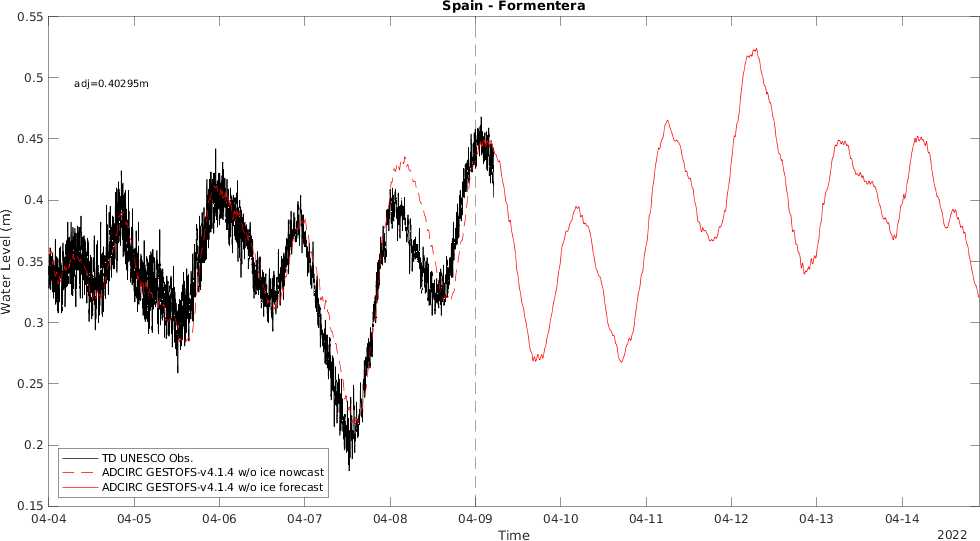 Spain - Formentera
0.55
0.5
0.45
0.4
0.35
0.3
0.25
0.2
0.15
Water Level (m)
adj=0.40295m
TD UNESCO Obs.
ADCIRC GESTOFS-v4.1.4 w/o ice nowcast
ADCIRC GESTOFS-v4.1.4 w/o ice forecast
04-04 04-05 04-06 04-07 04-08 04-09 04-10 04-11 04-12 04-13 04-14
Time
2022